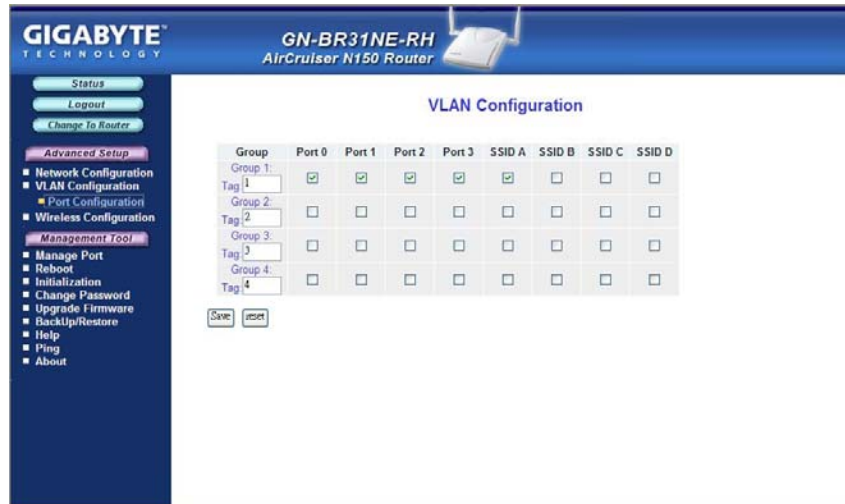 GIGABYTE™
TECHNOLOGY
GN-BR31NE-RH
AirCruiser N150 Router
Status
Logout
Change To Router
Advanced Setup
Network Configuration
VLAN Configuration
Port Configuration
Wireless Configuration
Management Tool
Manage Port
Reboot
Initialization
Change Password
Upgrade Firmware
BackUp/Restore
Help
Ping
About
VLAN Configuration
Group Port 0 Port 1 Port 2 Port 3 SSID A SSID B SSID C SSID D
Group 1:
Tag: 1
Group 2:
Tag: 2
Group 3:
Tag: 3
Group 4:
Tag: 4
Save reset